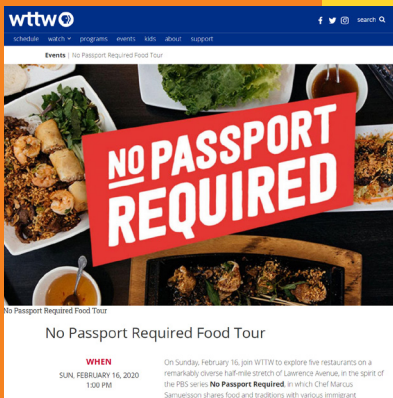 wttw
search
schedule watch programs events kids about support
Events | No Passport Required Food Tour
NO PASSPORT
REQUIRED
No Passport Required Food Tour
No Passport Required Food Tour
WHEN
SUN, FEBRUARY 16, 2020
1:00 PM
On Sunday, February 16, join WTTW to explore five restaurants on a
remarkably diverse half-mile stretch of Lawrence Avenue, in the spirit of
the PBS series No Passport Required, in which Chef Marcus
Samuelsson shares food and traditions with various immigrant